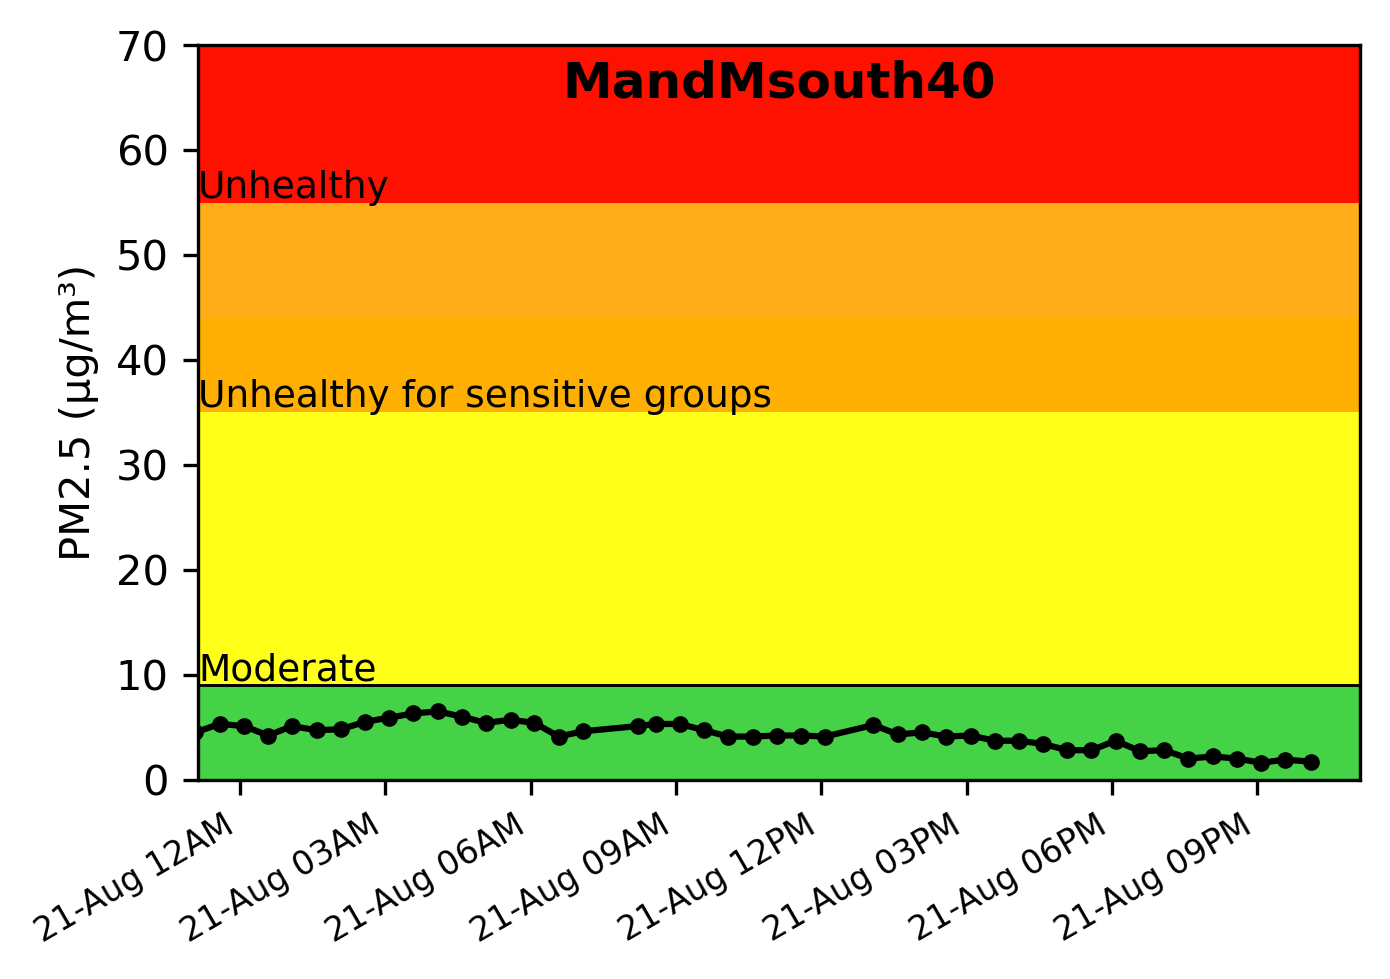 MandMsouth40
70
60
Unhealthy
50
40
Unhealthy for sensitive groups
30
20
Moderate
10
0
PM2.5 (μg/m³)
21-Aug 12AM
21-Aug 03AM
21-Aug 06AM
21-Aug 09AM
21-Aug 12PM
21-Aug 03PM
21-Aug 06PM
21-Aug 09PM